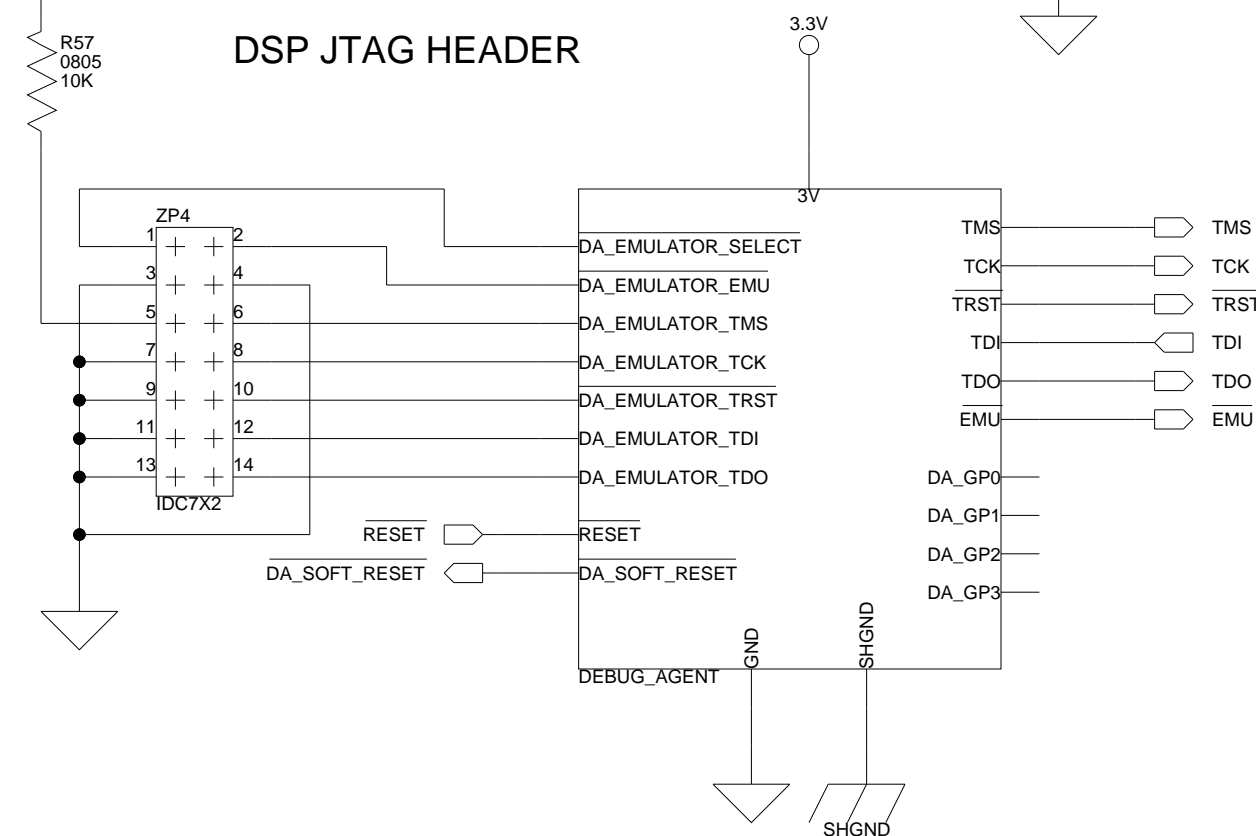 3.3V
R57
0805
10K
DSP JTAG HEADER
3V
ZP4
1 2
3 4
5 6
7 8
9 10
11 12
13 14
IDC7X2
DA_EMULATOR_SELECT
DA_EMULATOR_EMU
DA_EMULATOR_TMS
DA_EMULATOR_TCK
DA_EMULATOR_TRST
DA_EMULATOR_TDI
DA_EMULATOR_TDO
RESET RESET
DA_SOFT_RESET DA_SOFT_RESET
TMS TMS
TCK TCK
TRST TRST
TDI TDI
TDO TDO
EMU EMU
DA_GP0
DA_GP1
DA_GP2
DA_GP3
GND
SHGND
DEBUG_AGENT
SHGND